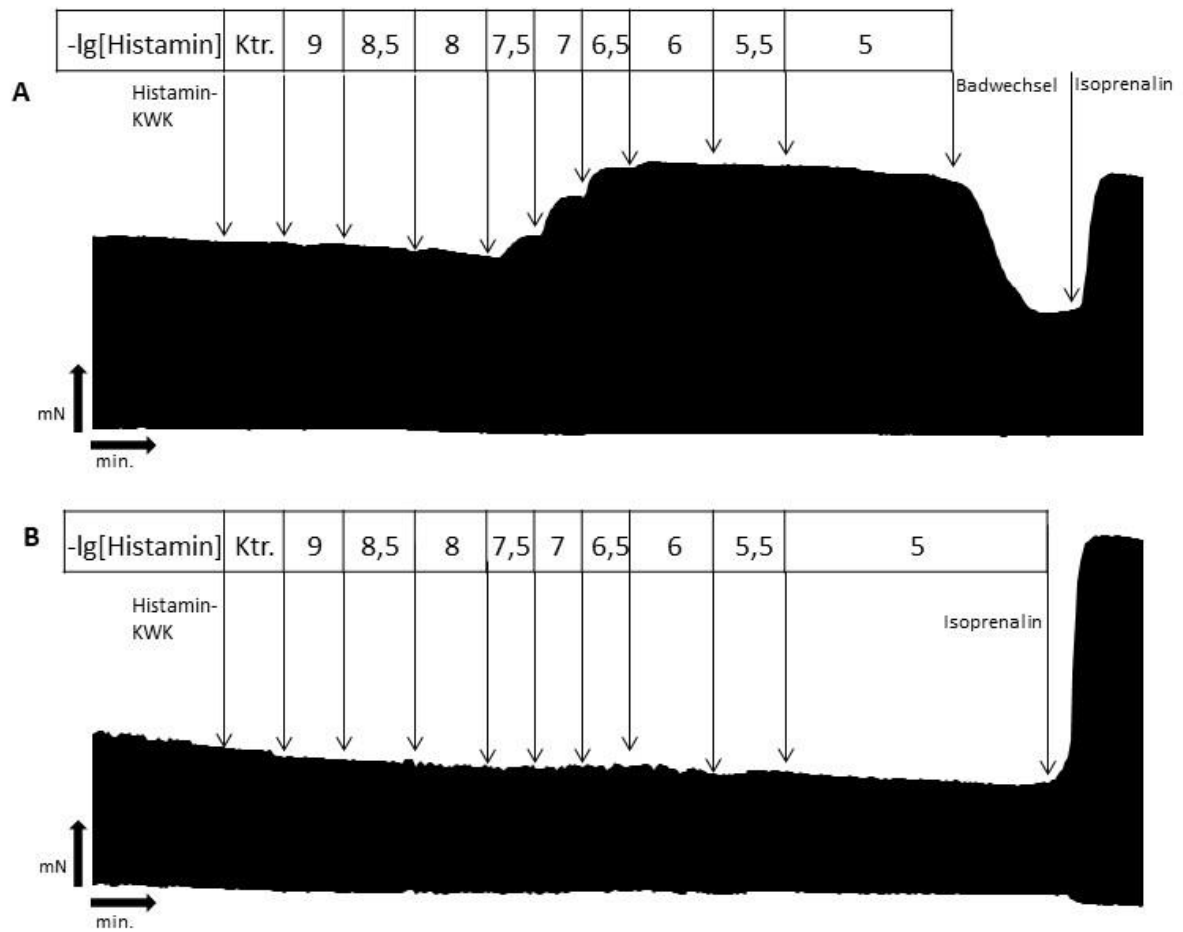 -lg[Histamin] Ktr. 9 8,5 8 7,5 7 6,5 6 5,5 5
A
Histamin-
KWK
Badwechsel
Isoprenalin
mN
min.
B
-lg[Histamin] Ktr. 9 8,5 8 7,5 7 6,5 6 5,5 5
Histamin-
KWK
Isoprenalin
mN
min.